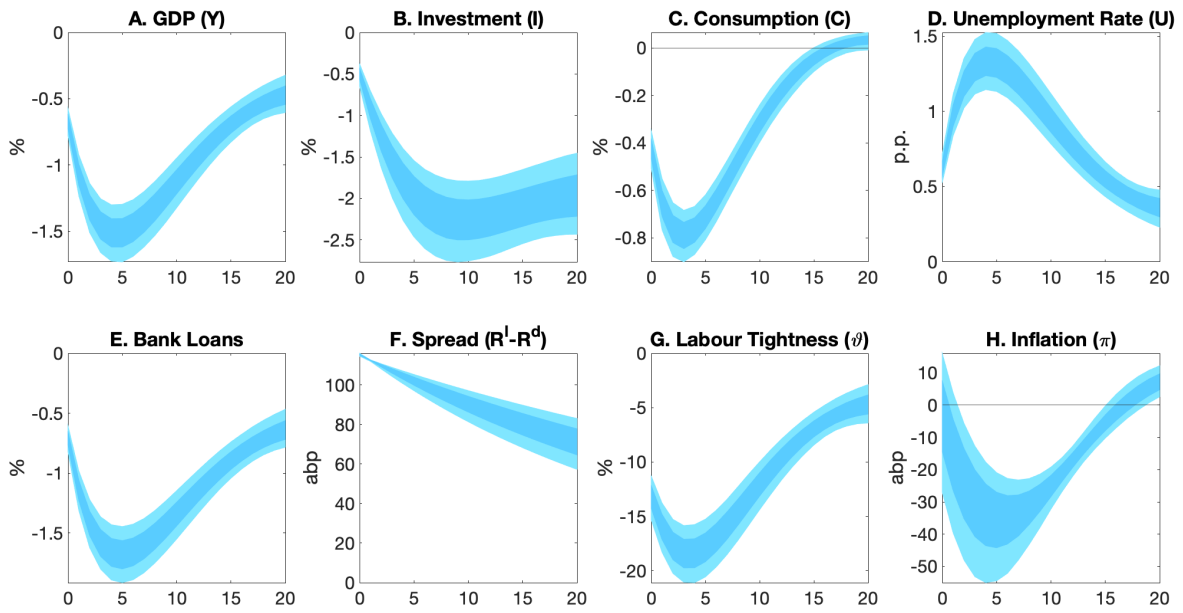 A. GDP (Y)
%
0
-0.5
-1
-1.5
0 5 10 15 20
B. Investment (I)
%
0
-0.5
-1
-1.5
-2
-2.5
0 5 10 15 20
C. Consumption (C)
%
0
-0.2
-0.4
-0.6
-0.8
0 5 10 15 20
D. Unemployment Rate (U)
p.p.
1.5
1
0.5
0
0 5 10 15 20
E. Bank Loans
%
0
-0.5
-1
-1.5
0 5 10 15 20
F. Spread (R^l-R^d)
abp
100
80
60
40
20
0
0 5 10 15 20
G. Labour Tightness (ϑ)
%
0
-5
-10
-15
-20
0 5 10 15 20
H. Inflation (π)
abp
10
0
-10
-20
-30
-40
-50
0 5 10 15 20